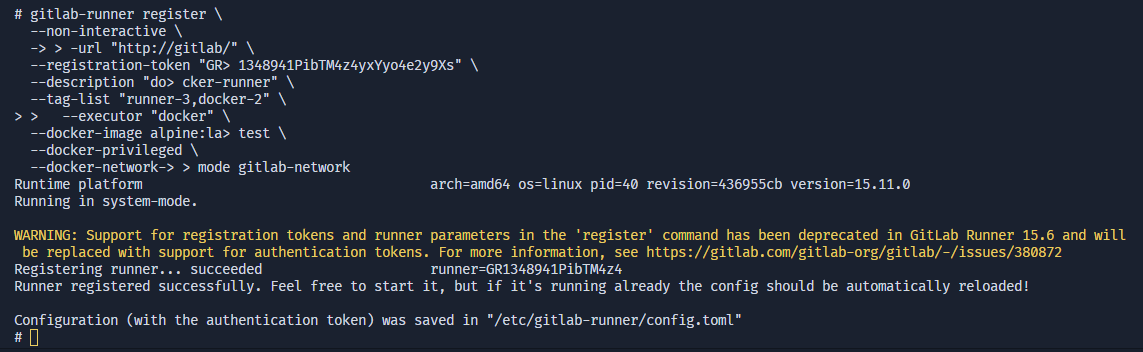 # gitlab-runner register \
--non-interactive \
-> > -url "http://gitlab/" \
--registration-token "GR> 1348941PibTM4z4yxYyo4e2y9Xs" \
--description "do> cker-runner" \
--tag-list "runner-3,docker-2" \
> > --executor "docker" \
--docker-image alpine:la> test \
--docker-privileged \
--docker-network-> > mode gitlab-network
Runtime platform arch=amd64 os=linux pid=40 revision=436955cb version=15.11.0
Running in system-mode.
WARNING: Support for registration tokens and runner parameters in the 'register' command has been deprecated in GitLab Runner 15.6 and will
be replaced with support for authentication tokens. For more information, see https://gitlab.com/gitlab-org/gitlab/-/issues/380872
Registering runner... succeeded runner=GR1348941PibTM4z4
Runner registered successfully. Feel free to start it, but if it's running already the config should be automatically reloaded!
Configuration (with the authentication token) was saved in "/etc/gitlab-runner/config.toml"
#